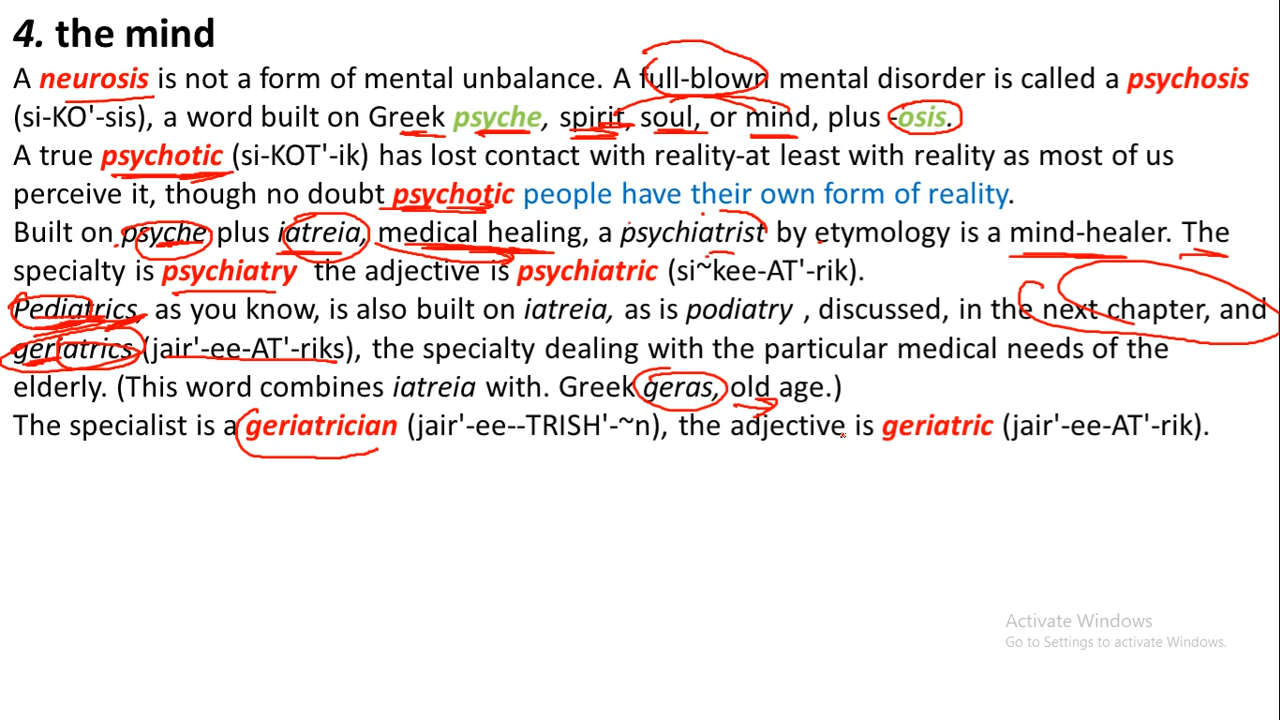 4. the mind
A neurosis is not a form of mental unbalance. A full-blown mental disorder is called a psychosis
(si-KO'-sis), a word built on Greek psyche, spirit, soul, or mind, plus -osis.
A true psychotic (si-KOT'-ik) has lost contact with reality-at least with reality as most of us
perceive it, though no doubt psychotic people have their own form of reality.
Built on psyche plus iatreia, medical healing, a psychiatrist by etymology is a mind-healer. The
specialty is psychiatry the adjective is psychiatric (si~kee-AT'-rik).
Pediatrics, as you know, is also built on iatreia, as is podiatry , discussed, in the next chapter, and
geriatrics (jair'-ee-AT'-riks), the specialty dealing with the particular medical needs of the
elderly. (This word combines iatreia with. Greek geras, old age.)
The specialist is a geriatrician (jair'-ee--TRISH'-~n), the adjective is geriatric (jair'-ee-AT'-rik).
Activate Windows
Go to Settings to activate Windows.